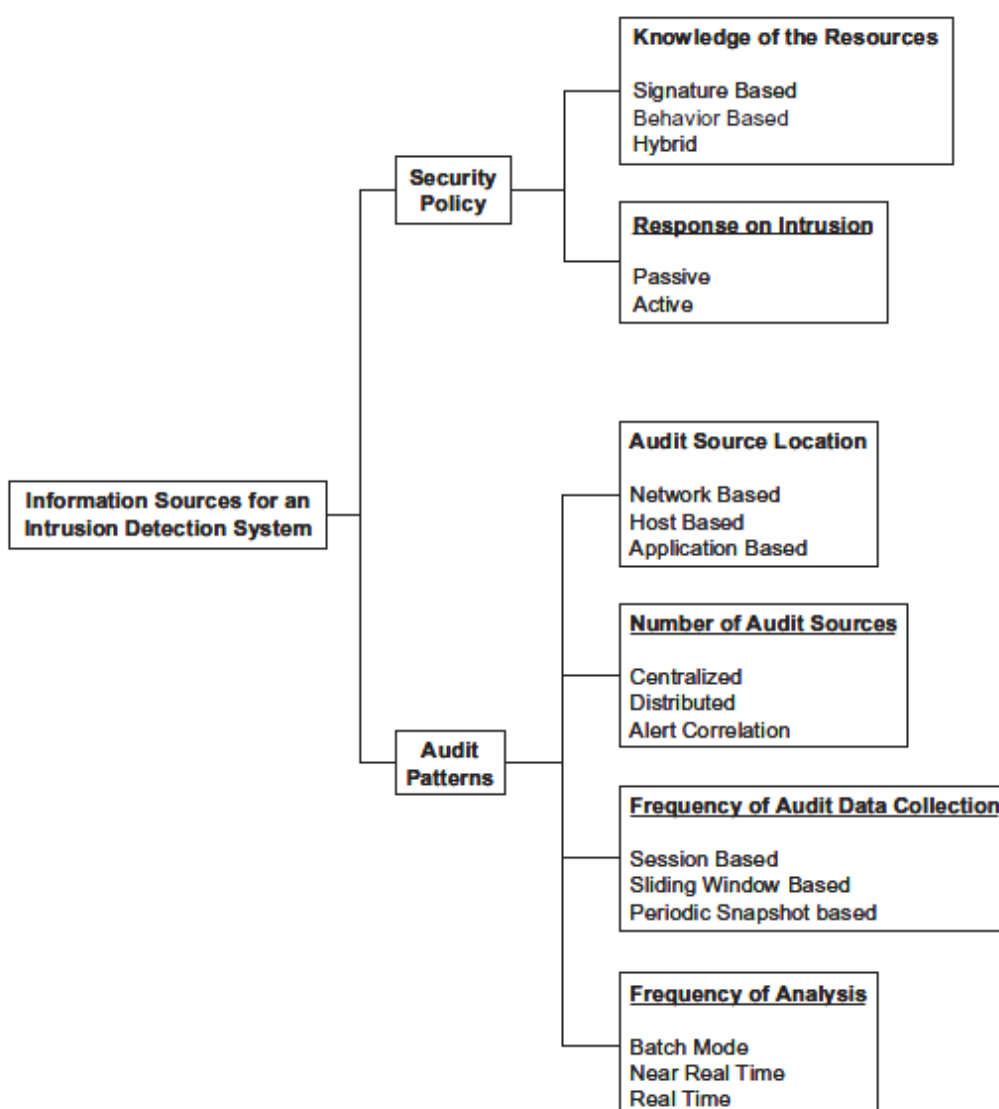 Knowledge of the Resources
Signature Based
Behavior Based
Hybrid
Security
Policy
Response on Intrusion
Passive
Active
Information Sources for an
Intrusion Detection System
Audit Source Location
Network Based
Host Based
Application Based
Number of Audit Sources
Centralized
Distributed
Alert Correlation
Audit
Patterns
Frequency of Audit Data Collection
Session Based
Sliding Window Based
Periodic Snapshot based
Frequency of Analysis
Batch Mode
Near Real Time
Real Time